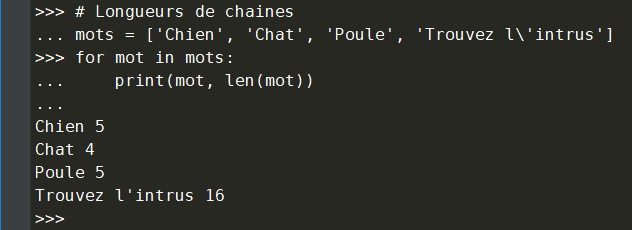 >>> # Longueurs de chaines
... mots = ['Chien', 'Chat', 'Poule', 'Trouvez l\'intrus']
>>> for mot in mots:
...     print(mot, len(mot))
...
Chien 5
Chat 4
Poule 5
Trouvez l'intrus 16
>>>